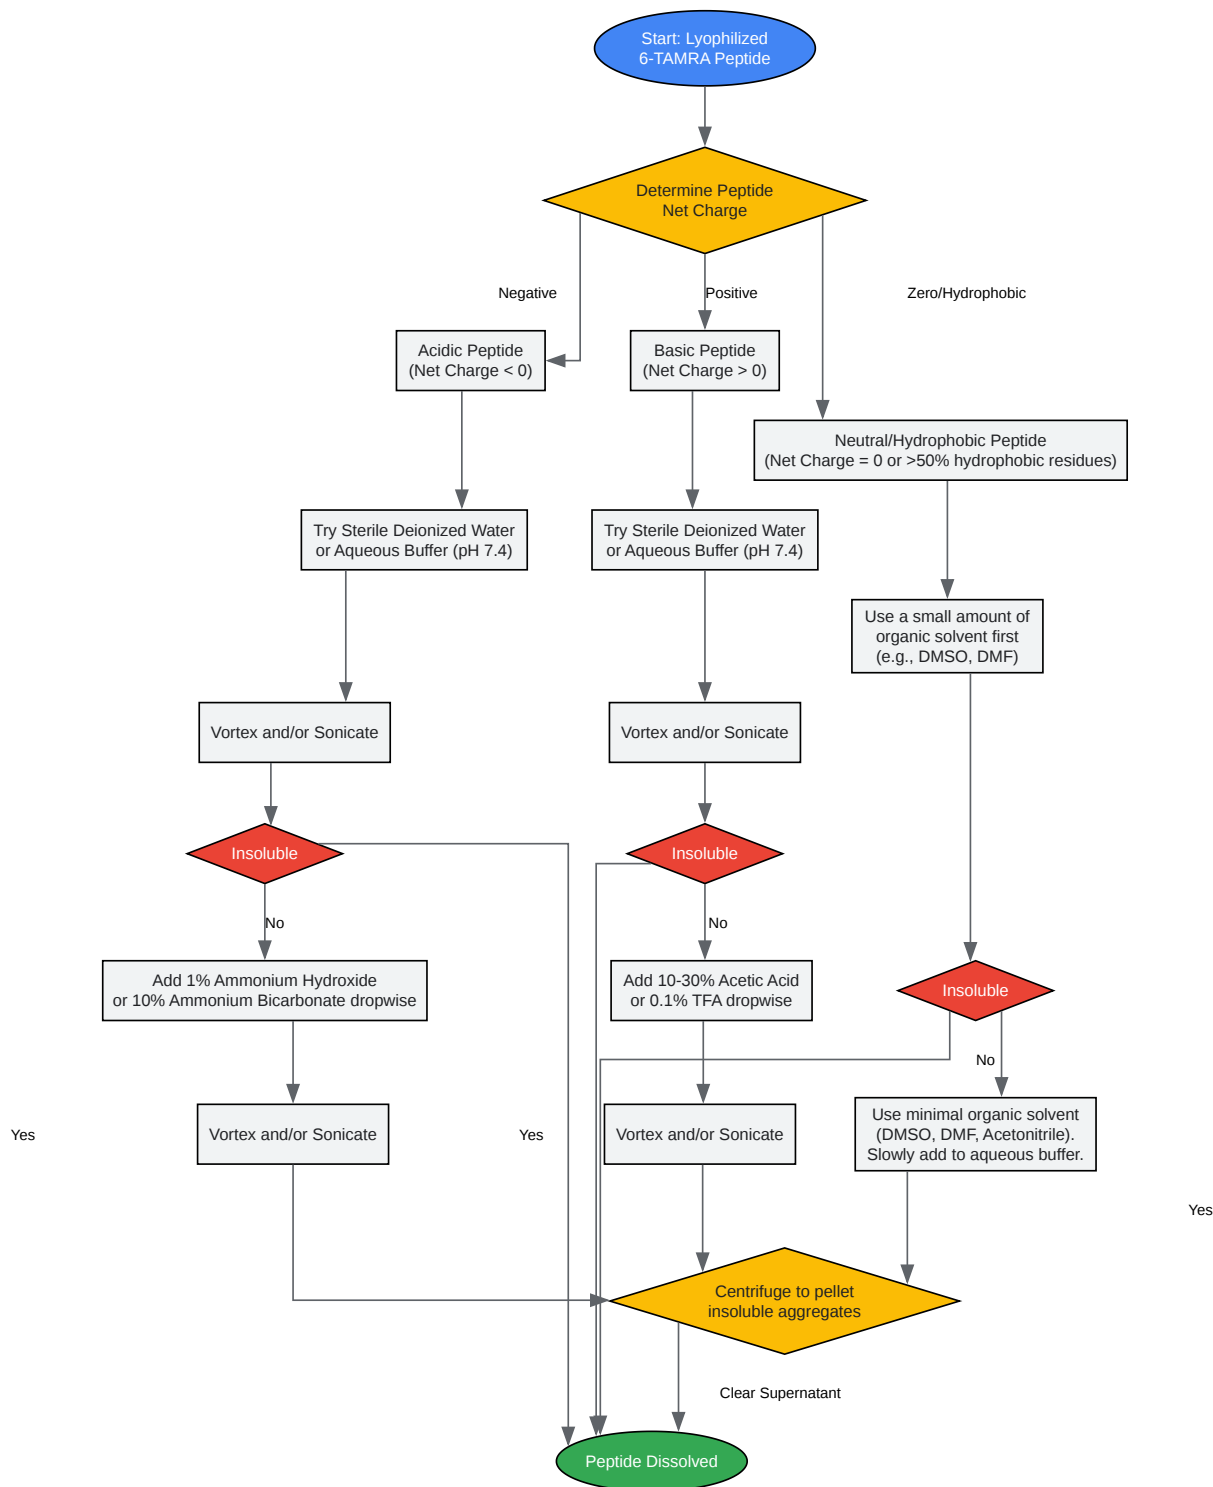 Start: Lyophilized
6-TAMRA Peptide
Determine Peptide
Net Charge
Negative
Positive
Zero/Hydrophobic
Acidic Peptide
(Net Charge < 0)
Basic Peptide
(Net Charge > 0)
Neutral/Hydrophobic Peptide
(Net Charge = 0 or >50% hydrophobic residues)
Try Sterile Deionized Water
or Aqueous Buffer (pH 7.4)
Try Sterile Deionized Water
or Aqueous Buffer (pH 7.4)
Use a small amount of
organic solvent first
(e.g., DMSO, DMF)
Vortex and/or Sonicate
Vortex and/or Sonicate
Insoluble
Insoluble
No
No
Add 1% Ammonium Hydroxide
or 10% Ammonium Bicarbonate dropwise
Add 10-30% Acetic Acid
or 0.1% TFA dropwise
Insoluble
No
Vortex and/or Sonicate
Vortex and/or Sonicate
Use minimal organic solvent
(DMSO, DMF, Acetonitrile).
Slowly add to aqueous buffer.
Yes
Yes
Yes
Centrifuge to pellet
insoluble aggregates
Clear Supernatant
Peptide Dissolved